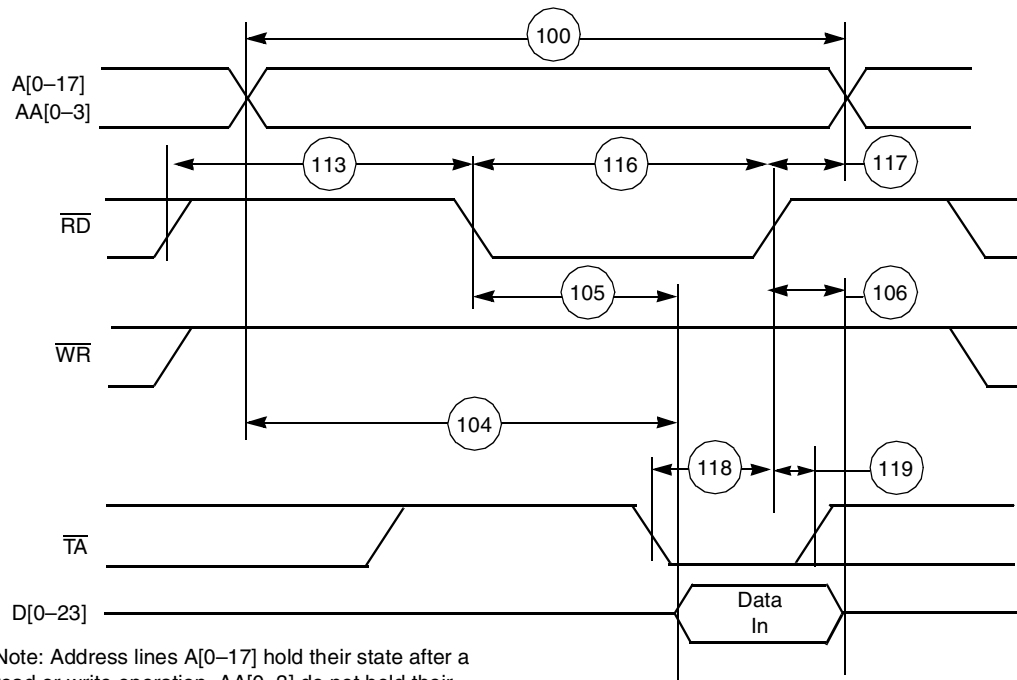 100
A[0–17]
AA[0–3]
113
116
117
RD
105
106
WR
104
118
119
TA
D[0–23]
Data
In
Note: Address lines A[0–17] hold their state after a
read or write operation. AA[0–3] do not hold their